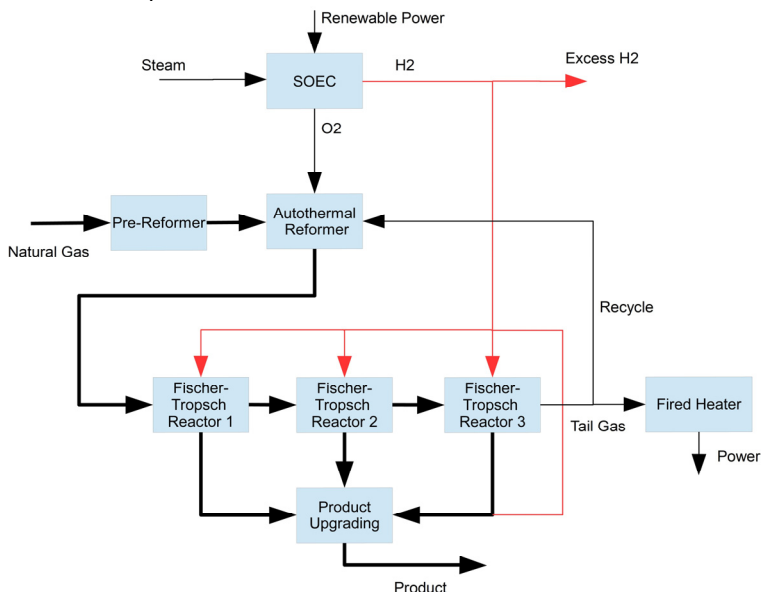 Renewable Power
Steam
SOEC
H2
Excess H2
O2
Pre-Reformer
Autothermal
Reformer
Natural Gas
Recycle
Fischer-
Tropsch
Reactor 1
Fischer-
Tropsch
Reactor 2
Fischer-
Tropsch
Reactor 3
Tail Gas
Fired Heater
Power
Product
Upgrading
Product